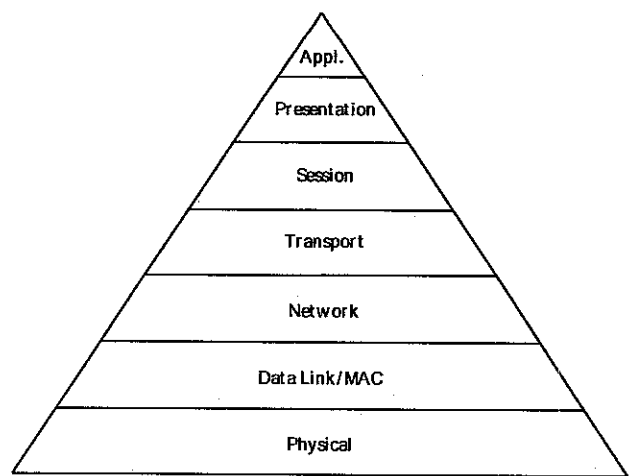 Appl.
Presentation
Session
Transport
Network
Data Link/MAC
Physical